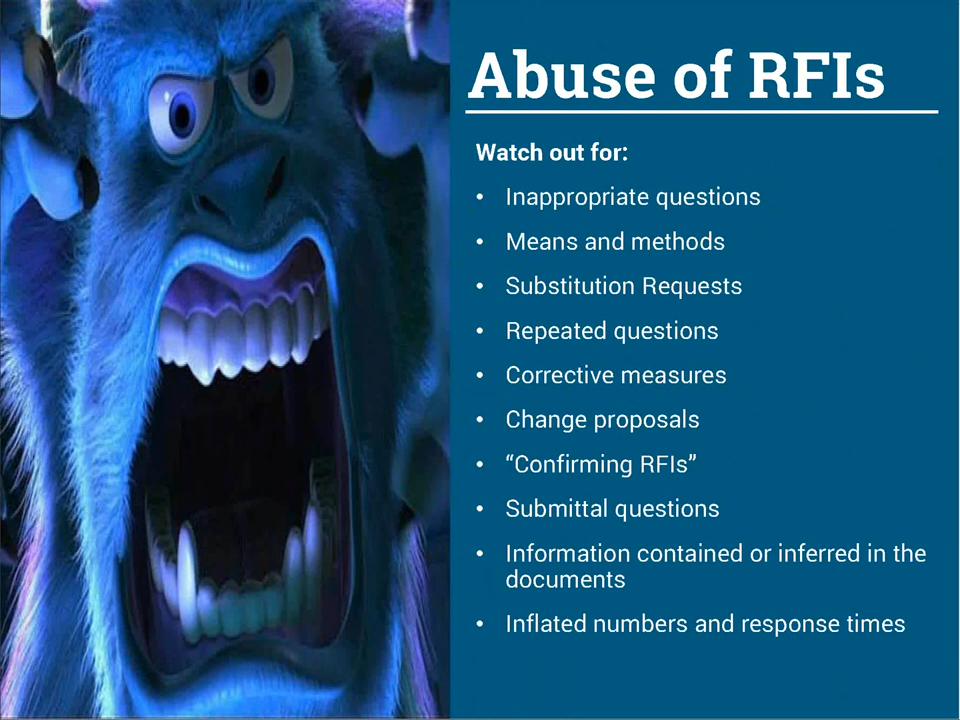 Abuse of RFIs
Watch out for:
• Inappropriate questions
• Means and methods
• Substitution Requests
• Repeated questions
• Corrective measures
• Change proposals
• “Confirming RFIs”
• Submittal questions
• Information contained or inferred in the
documents
• Inflated numbers and response times